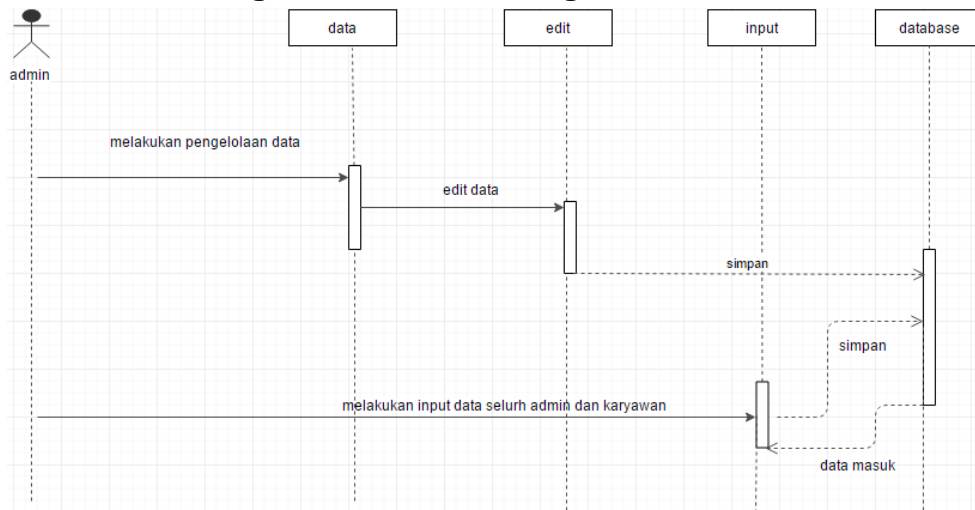 data
edit
input
database
admin
melakukan pengelolaan data
edit data
simpan
simpan
melakukan input data selurh admin dan karyawan
data masuk